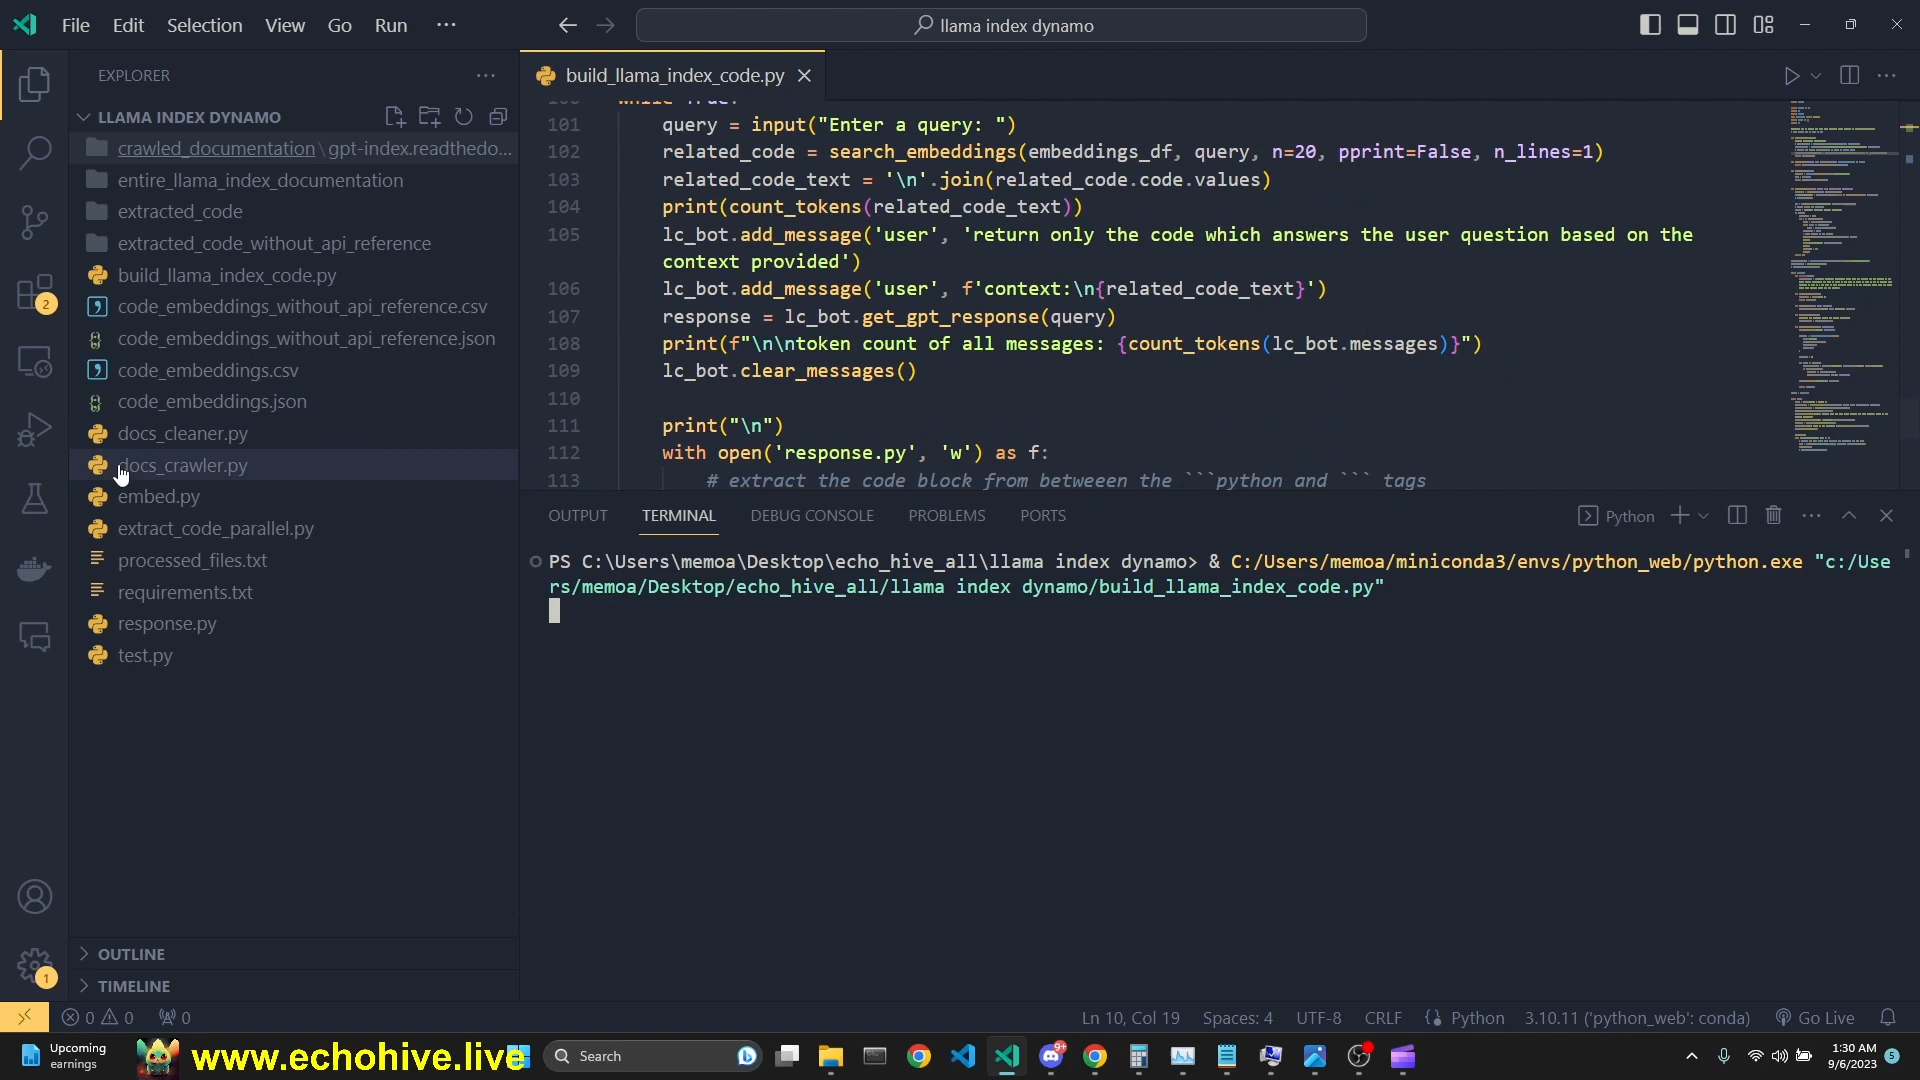 File Edit Selection View Go Run ···
llama index dynamo
EXPLORER
LLAMA INDEX DYNAMO
crawled_documentation \ gpt-index.readthedo...
entire_llama_index_documentation
extracted_code
extracted_code_without_api_reference
build_llama_index_code.py
code_embeddings_without_api_reference.csv
code_embeddings_without_api_reference.json
code_embeddings.csv
code_embeddings.json
docs_cleaner.py
docs_crawler.py
embed.py
extract_code_parallel.py
processed_files.txt
requirements.txt
response.py
test.py
OUTLINE
TIMELINE
2
1
build_llama_index_code.py
101 query = input("Enter a query: ")
102 related_code = search_embeddings(embeddings_df, query, n=20, pprint=False, n_lines=1)
103 related_code_text = '\n'.join(related_code.code.values)
104 print(count_tokens(related_code_text))
105 lc_bot.add_message('user', 'return only the code which answers the user question based on the
context provided')
106 lc_bot.add_message('user', f'context:\n{related_code_text}')
107 response = lc_bot.get_gpt_response(query)
108 print(f"\n\ntoken count of all messages: {count_tokens(lc_bot.messages)}")
109 lc_bot.clear_messages()
110
111 print("\n")
112 with open('response.py', 'w') as f:
113 # extract the code block from betweeen the ```python and ``` tags
OUTPUT TERMINAL DEBUG CONSOLE PROBLEMS PORTS
Python
PS C:\Users\memoa\Desktop\echo_hive_all\llama index dynamo> & C:/Users/memoa/miniconda3/envs/python_web/python.exe "c:/Use
rs/memoa/Desktop/echo_hive_all/llama index dynamo/build_llama_index_code.py"
0 0 0
Ln 10, Col 19 Spaces: 4 UTF-8 CRLF Python 3.10.11 ('python_web': conda) Go Live
Upcoming
earnings
www.echohive.live
Search
9+
1:30 AM
9/6/2023
5